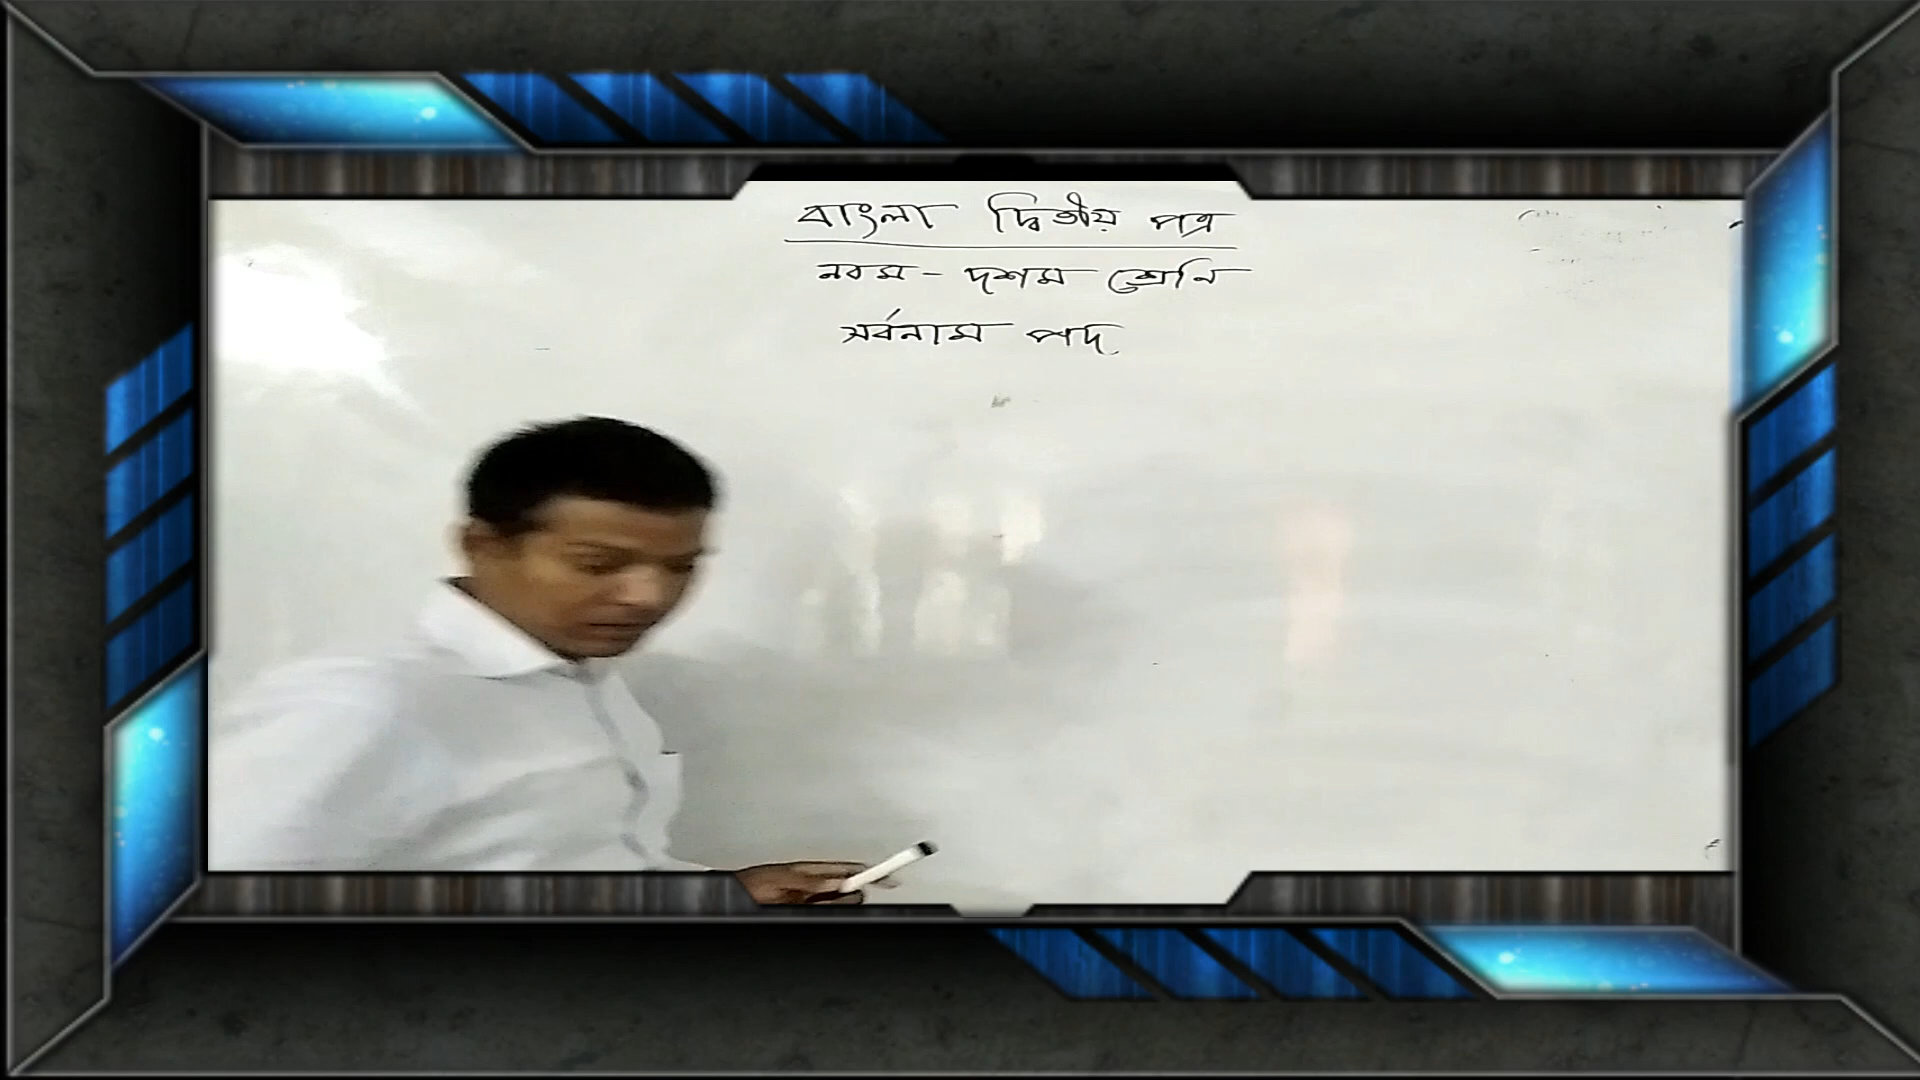 বাংলা দ্বিতীয় পত্র
নবম - দশম শ্রেনি
সর্বনাম পদ